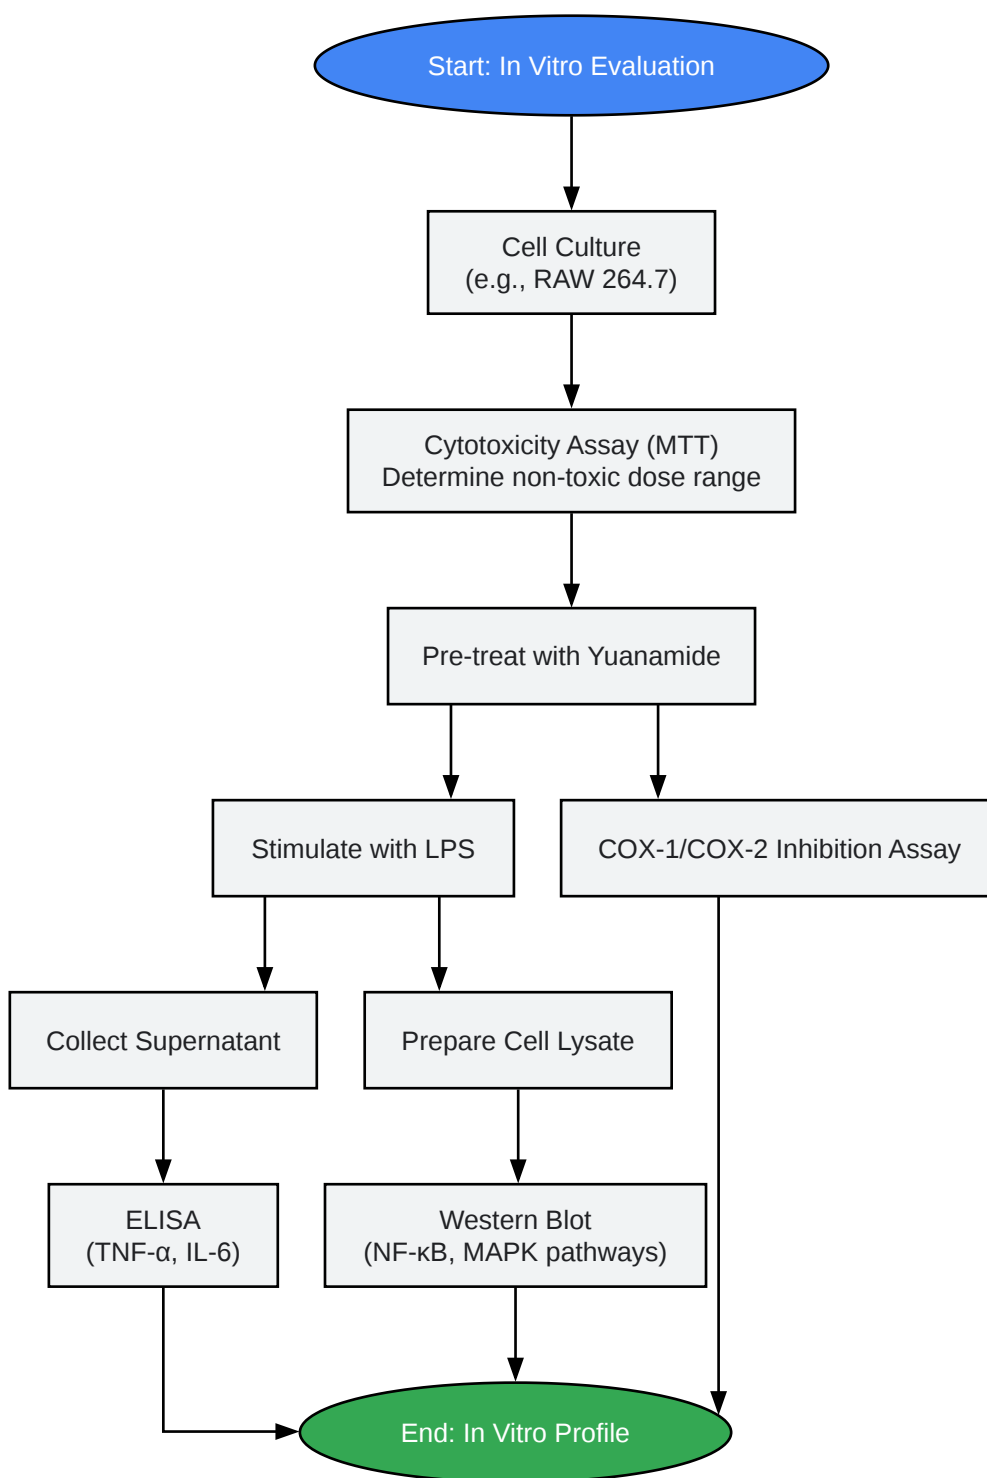 Start: In Vitro Evaluation
Cell Culture
(e.g., RAW 264.7)
Cytotoxicity Assay (MTT)
Determine non-toxic dose range
Pre-treat with Yuanamide
Stimulate with LPS
COX-1/COX-2 Inhibition Assay
Collect Supernatant
Prepare Cell Lysate
ELISA
(TNF-α, IL-6)
Western Blot
(NF-κB, MAPK pathways)
End: In Vitro Profile